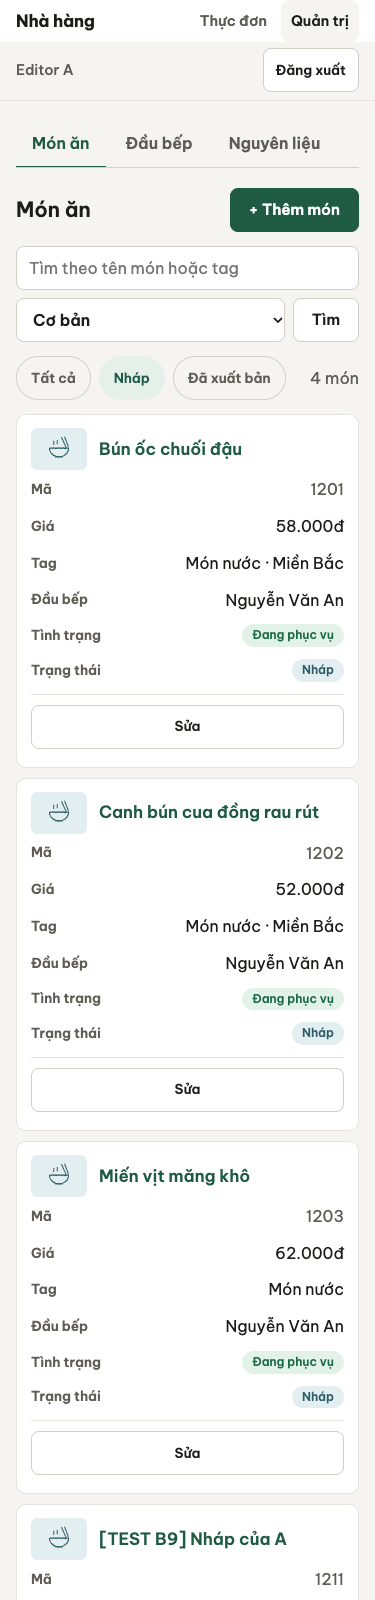 Nhà hàng Thực đơn Quản trị
Editor A Đăng xuất
Món ăn Đầu bếp Nguyên liệu
Món ăn + Thêm món
Tìm theo tên món hoặc tag
Cơ bản Tìm
Tất cả Nháp Đã xuất bản 4 món
Bún ốc chuối đậu
Mã 1201
Giá 58.000đ
Tag Món nước · Miền Bắc
Đầu bếp Nguyễn Văn An
Tình trạng Đang phục vụ
Trạng thái Nháp
Sửa
Canh bún cua đồng rau rút
Mã 1202
Giá 52.000đ
Tag Món nước · Miền Bắc
Đầu bếp Nguyễn Văn An
Tình trạng Đang phục vụ
Trạng thái Nháp
Sửa
Miến vịt măng khô
Mã 1203
Giá 62.000đ
Tag Món nước
Đầu bếp Nguyễn Văn An
Tình trạng Đang phục vụ
Trạng thái Nháp
Sửa
[TEST B9] Nháp của A
Mã 1211